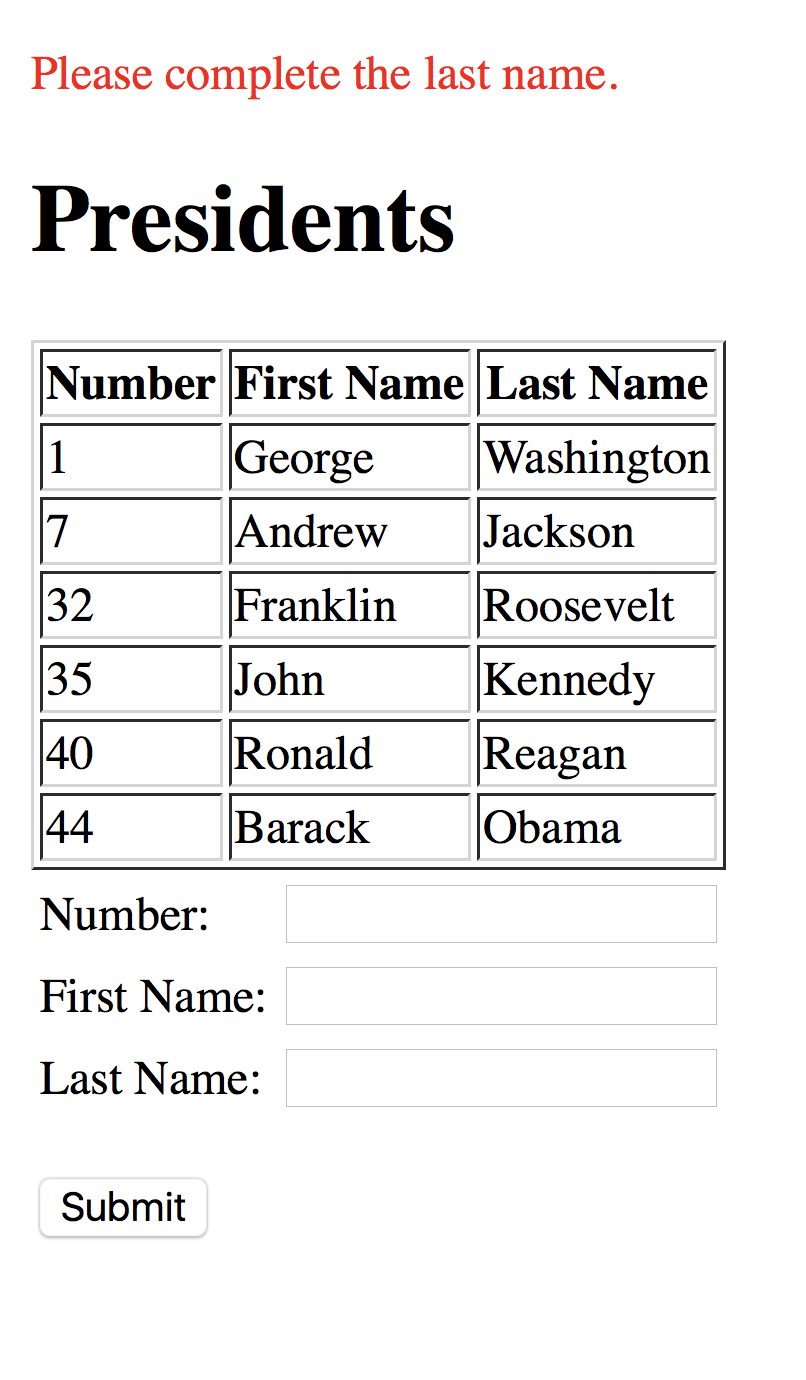 Please complete the last name.
Presidents
Number First Name Last Name
1 George Washington
7 Andrew Jackson
32 Franklin Roosevelt
35 John Kennedy
40 Ronald Reagan
44 Barack Obama
Number:
First Name:
Last Name:
Submit